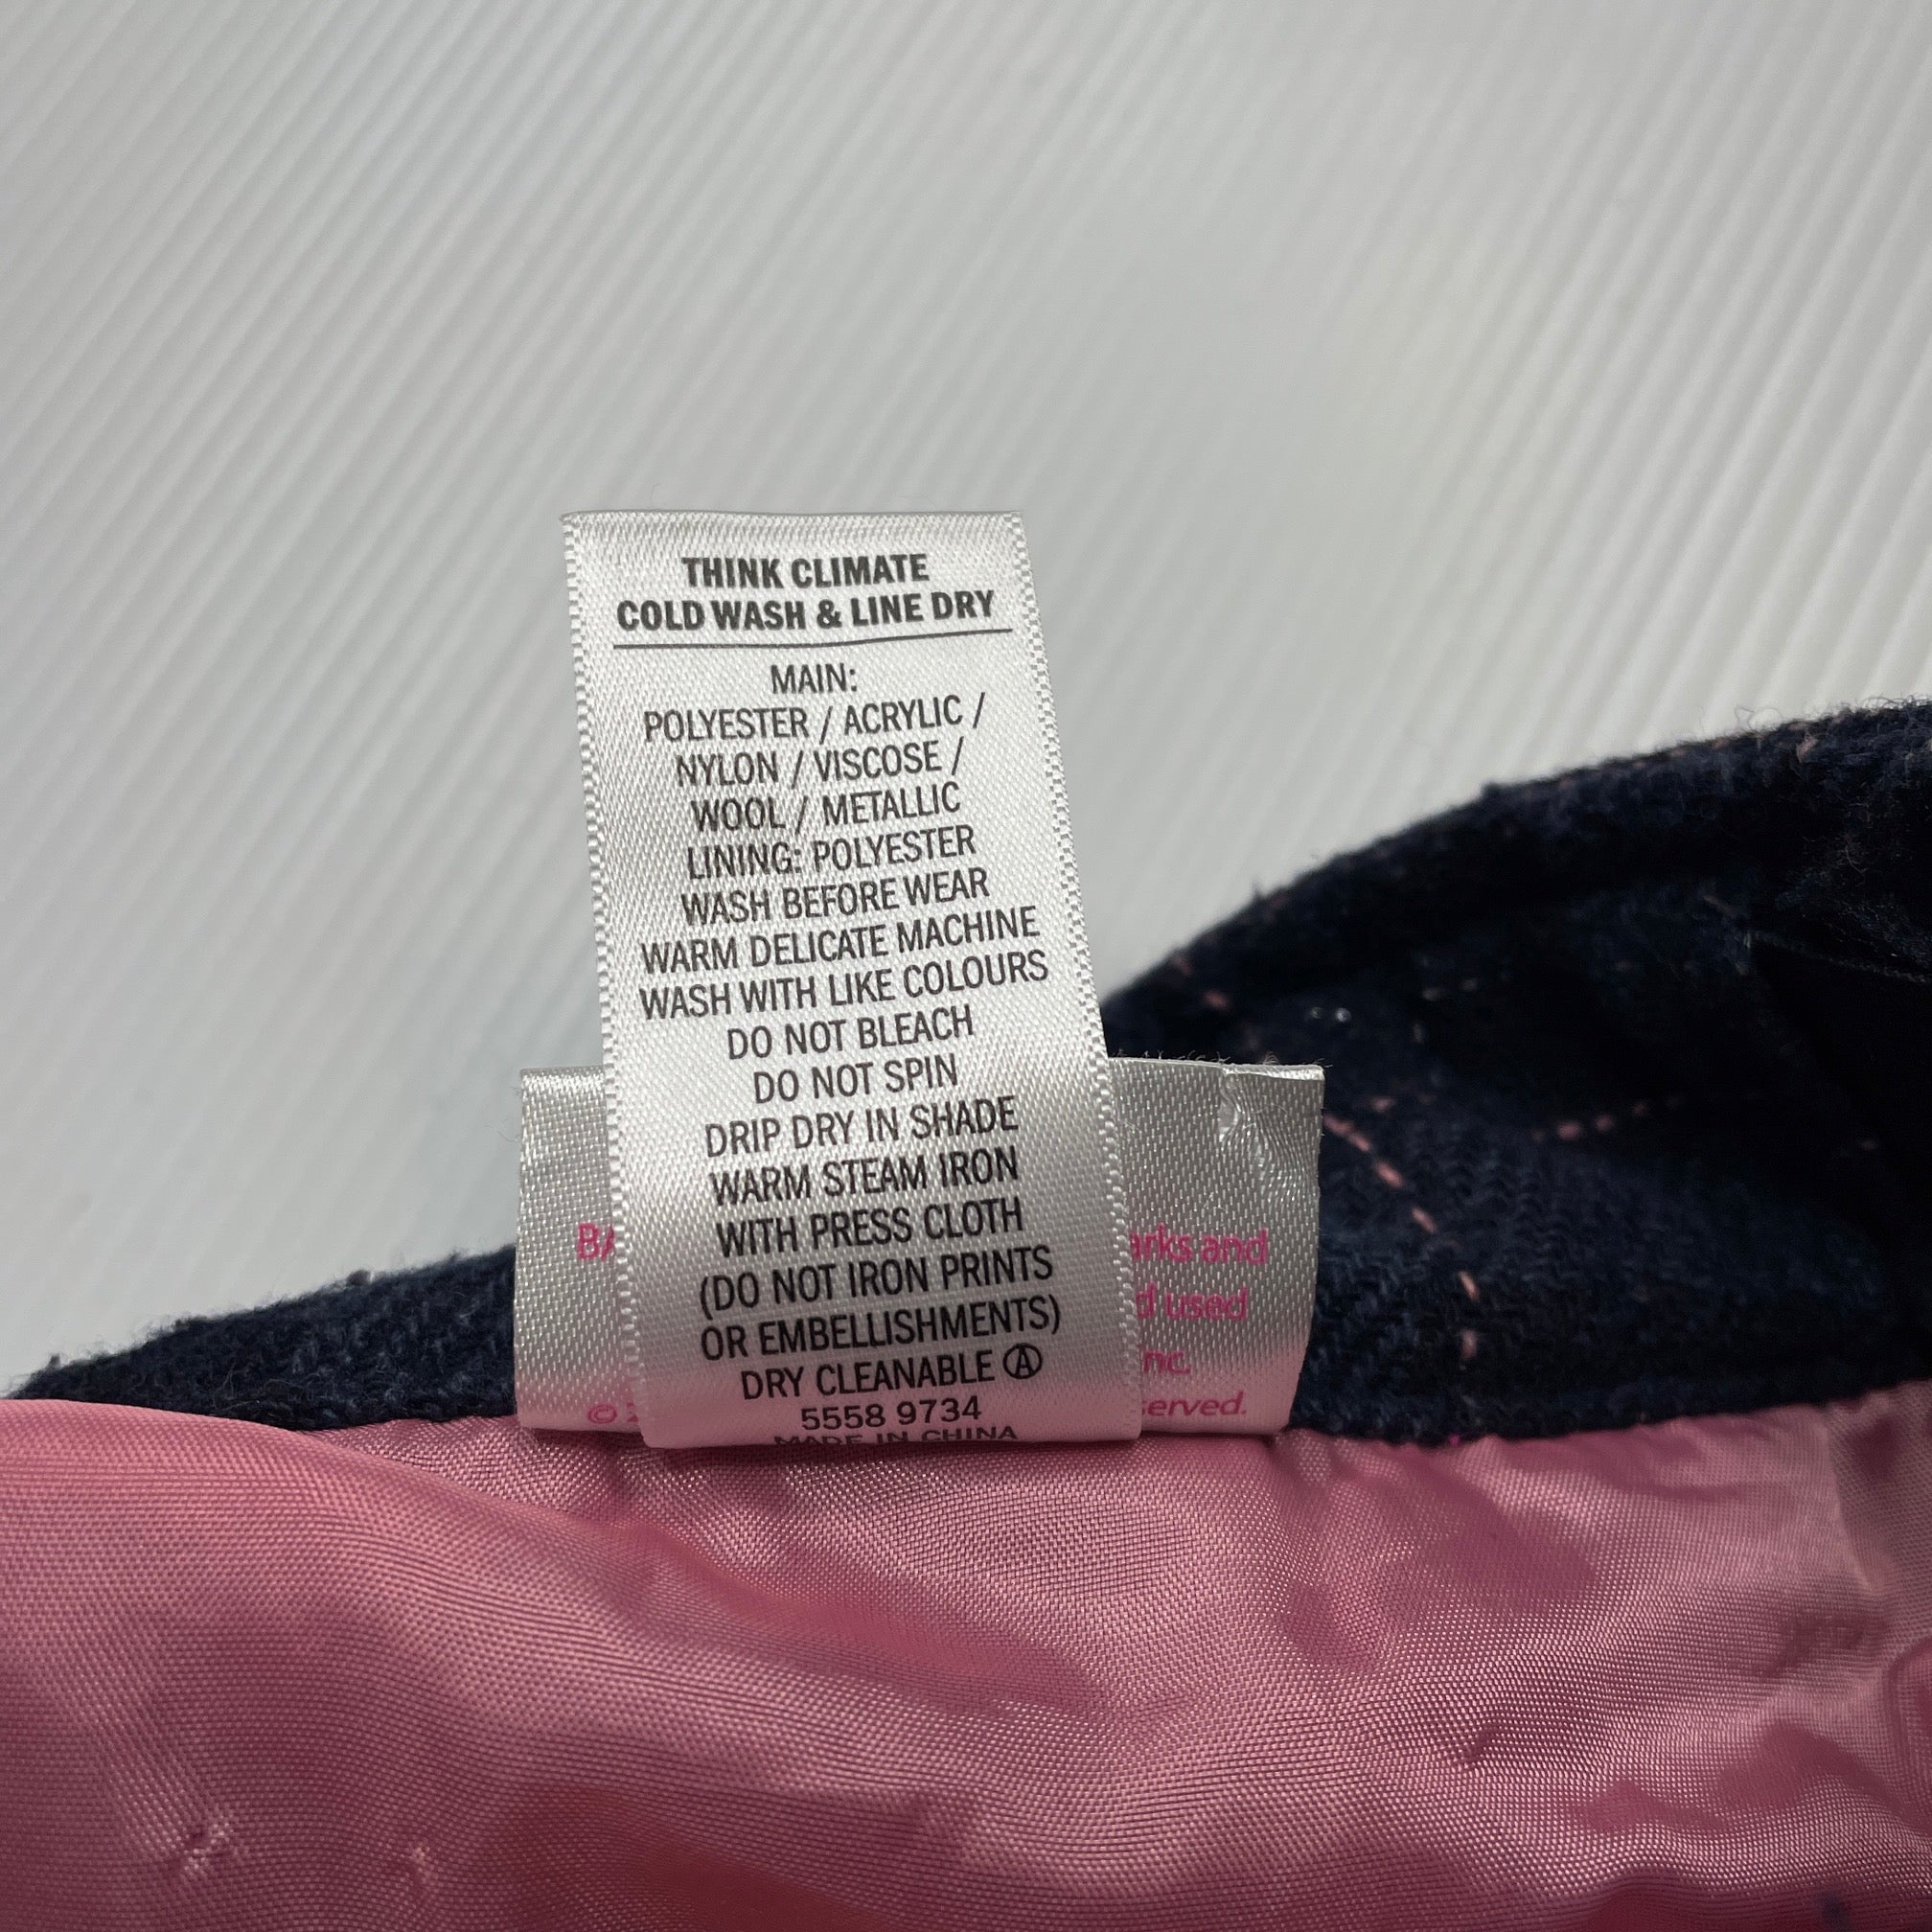 THINK CLIMATE
COLD WASH & LINE DRY
MAIN:
POLYESTER / ACRYLIC /
NYLON / VISCOSE /
WOOL / METALLIC
LINING: POLYESTER
WASH BEFORE WEAR
WARM DELICATE MACHINE
WASH WITH LIKE COLOURS
DO NOT BLEACH
DO NOT SPIN
DRIP DRY IN SHADE
WARM STEAM IRON
WITH PRESS CLOTH
(DO NOT IRON PRINTS
OR EMBELLISHMENTS)
DRY CLEANABLE Ⓐ
5558 9734
MADE IN CHINA
and
used